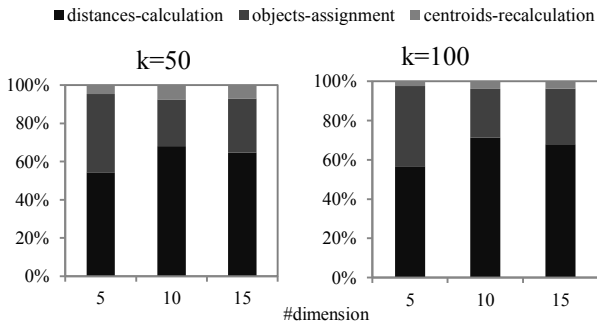 distances-calculation objects-assignment centroids-recalculation
k=50
100%
80%
60%
40%
20%
0%
5 10 15
k=100
100%
80%
60%
40%
20%
0%
5 10 15
#dimension